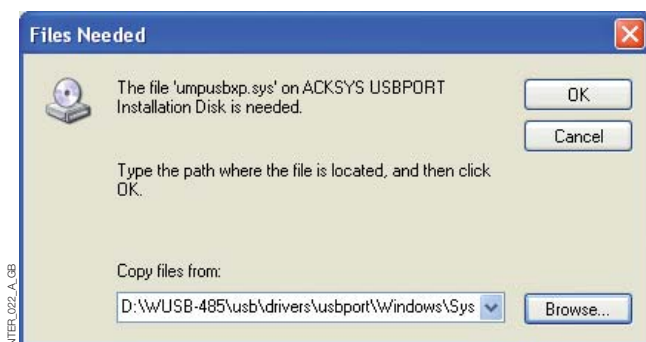 Files Needed
The file 'umpusbxp.sys' on ACKSYS USBPORT
Installation Disk is needed.
OK
Cancel
Type the path where the file is located, and then click
OK.
Copy files from:
D:\WUSB-485\usb\drivers\usbport\Windows\Sys
Browse...
NTER_022_A_GB